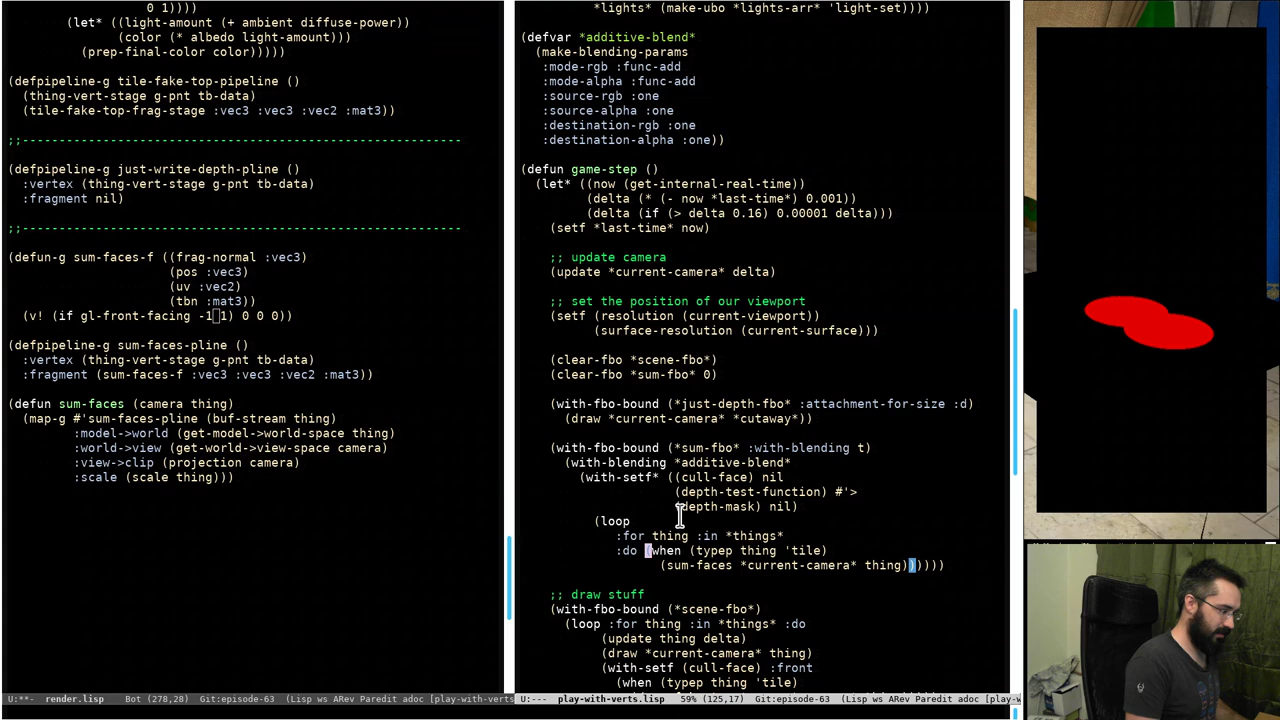 0 1))))
(let* ((light-amount (+ ambient diffuse-power))
(color (* albedo light-amount)))
(prep-final-color color)))))
(defpipeline-g tile-fake-top-pipeline ()
(thing-vert-stage g-pnt tb-data)
(tile-fake-top-frag-stage :vec3 :vec3 :vec2 :mat3))
;;------------------------------------------------------------
(defpipeline-g just-write-depth-pline ()
:vertex (thing-vert-stage g-pnt tb-data)
:fragment nil)
;;------------------------------------------------------------
(defun-g sum-faces-f ((frag-normal :vec3)
(pos :vec3)
(uv :vec2)
(tbn :mat3))
(v! (if gl-front-facing -1 1) 0 0 0))
(defpipeline-g sum-faces-pline ()
:vertex (thing-vert-stage g-pnt tb-data)
:fragment (sum-faces-f :vec3 :vec3 :vec2 :mat3))
(defun sum-faces (camera thing)
(map-g #'sum-faces-pline (buf-stream thing)
:model->world (get-model->world-space thing)
:world->view (get-world->view-space camera)
:view->clip (projection camera)
:scale (scale thing)))
U:**- render.lisp Bot (278,28) Git:episode-63 (Lisp ws ARev Paredit adoc [play-with-verts
*lights* (make-ubo *lights-arr* 'light-set))))
(defvar *additive-blend*
(make-blending-params
:mode-rgb :func-add
:mode-alpha :func-add
:source-rgb :one
:source-alpha :one
:destination-rgb :one
:destination-alpha :one))
(defun game-step ()
(let* ((now (get-internal-real-time))
(delta (* (- now *last-time*) 0.001))
(delta (if (> delta 0.16) 0.00001 delta)))
(setf *last-time* now)
;; update camera
(update *current-camera* delta)
;; set the position of our viewport
(setf (resolution (current-viewport))
(surface-resolution (current-surface)))
(clear-fbo *scene-fbo*)
(clear-fbo *sum-fbo* 0)
(with-fbo-bound (*just-depth-fbo* :attachment-for-size :d)
(draw *current-camera* *cutaway*))
(with-fbo-bound (*sum-fbo* :with-blending t)
(with-blending *additive-blend*
(with-setf* ((cull-face) nil
(depth-test-function) #'>
(depth-mask) nil)
(loop
:for thing :in *things*
:do (when (typep thing 'tile)
(sum-faces *current-camera* thing))))))
;; draw stuff
(with-fbo-bound (*scene-fbo*)
(loop :for thing :in *things* :do
(update thing delta)
(draw *current-camera* thing)
(with-setf (cull-face) :front
(when (typep thing 'tile)
U:--- play-with-verts.lisp 59% (125,17) Git:episode-63 (Lisp ws ARev Paredit adoc [play-w